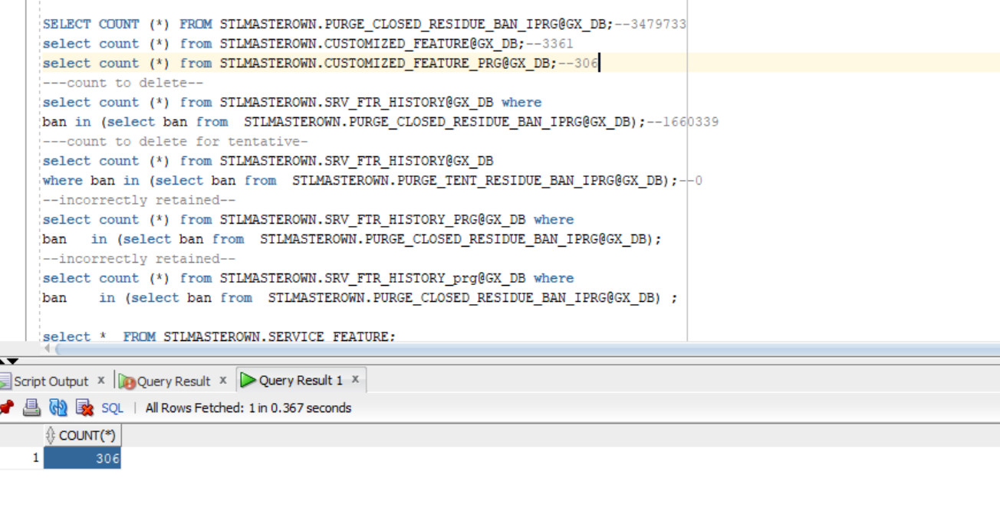 SELECT COUNT (*) FROM STLMASTEROWN.PURGE_CLOSED_RESIDUE_BAN_IPRG@GX_DB;--3479733
select count (*) from STLMASTEROWN.CUSTOMIZED_FEATURE@GX_DB;--3361
select count (*) from STLMASTEROWN.CUSTOMIZED_FEATURE_PRG@GX_DB;--306
---count to delete--
select count (*) from STLMASTEROWN.SRV_FTR_HISTORY@GX_DB where
ban in (select ban from  STLMASTEROWN.PURGE_CLOSED_RESIDUE_BAN_IPRG@GX_DB);--1660339
---count to delete for tentative-
select count (*) from STLMASTEROWN.SRV_FTR_HISTORY@GX_DB
where ban in (select ban from  STLMASTEROWN.PURGE_TENT_RESIDUE_BAN_IPRG@GX_DB);--0
--incorrectly retained--
select count (*) from STLMASTEROWN.SRV_FTR_HISTORY_PRG@GX_DB where
ban   in (select ban from  STLMASTEROWN.PURGE_CLOSED_RESIDUE_BAN_IPRG@GX_DB);
--incorrectly retained--
select count (*) from STLMASTEROWN.SRV_FTR_HISTORY_prg@GX_DB where
ban    in (select ban from  STLMASTEROWN.PURGE_CLOSED_RESIDUE_BAN_IPRG@GX_DB) ;
select *  FROM STLMASTEROWN.SERVICE_FEATURE;
Script Output x Query Result x Query Result 1 x
SQL | All Rows Fetched: 1 in 0.367 seconds
COUNT(*)
1 306